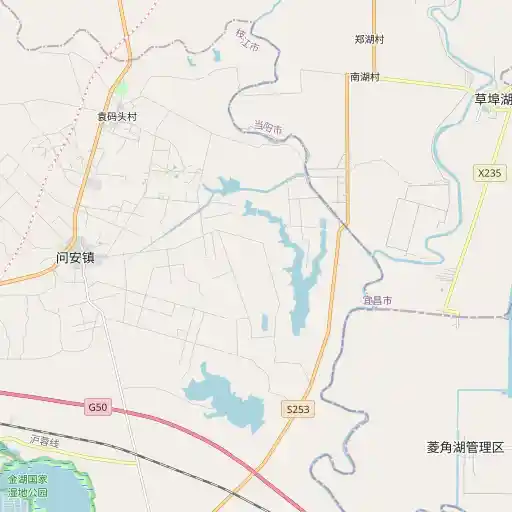 郑湖村
枝江市
南湖村
草埠湖
袁码头村
当阳市
X235
问安镇
宜昌市
G50
S253
沪蓉线
菱角湖管理区
金湖国家
湿地公园